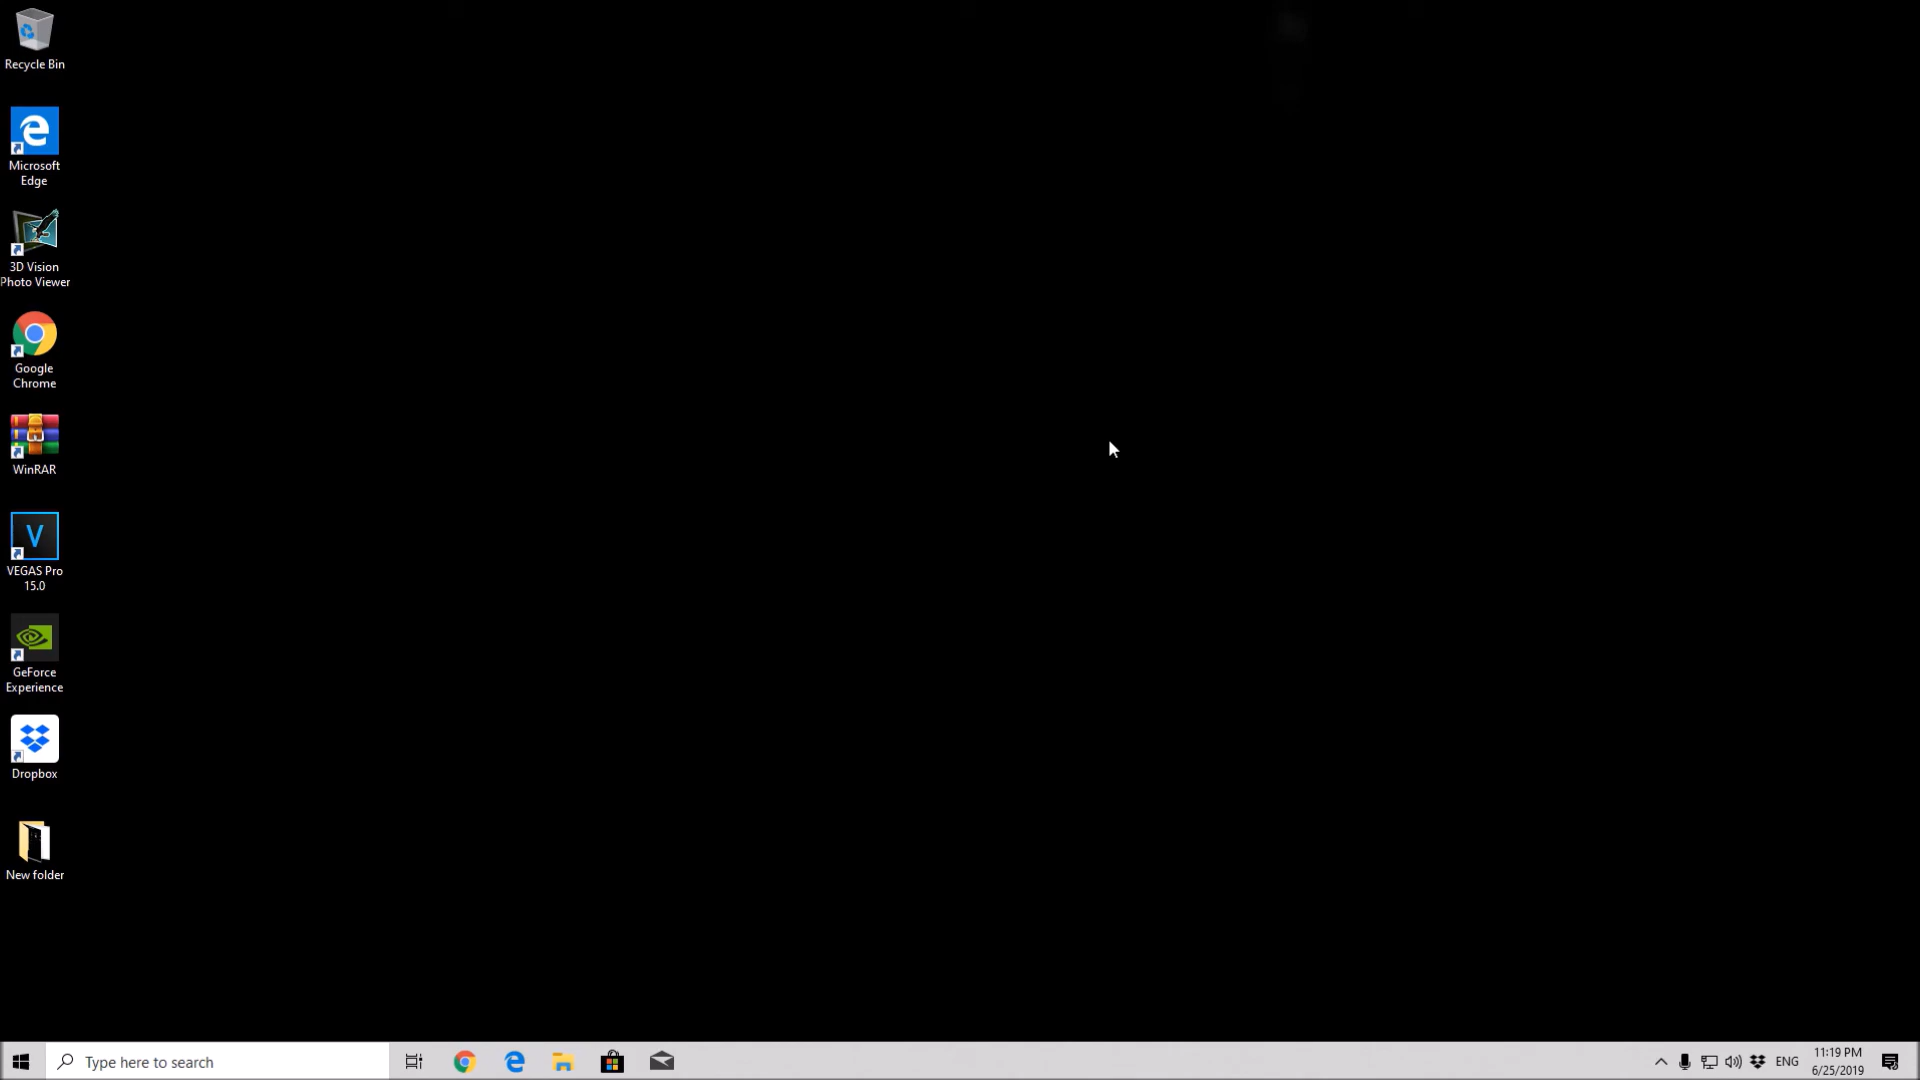 Recycle Bin
Microsoft
Edge
3D Vision
Photo Viewer
Google
Chrome
WinRAR
V
VEGAS Pro
15.0
GeForce
Experience
Dropbox
New folder
Type here to search
ENG
11:19 PM
6/25/2019